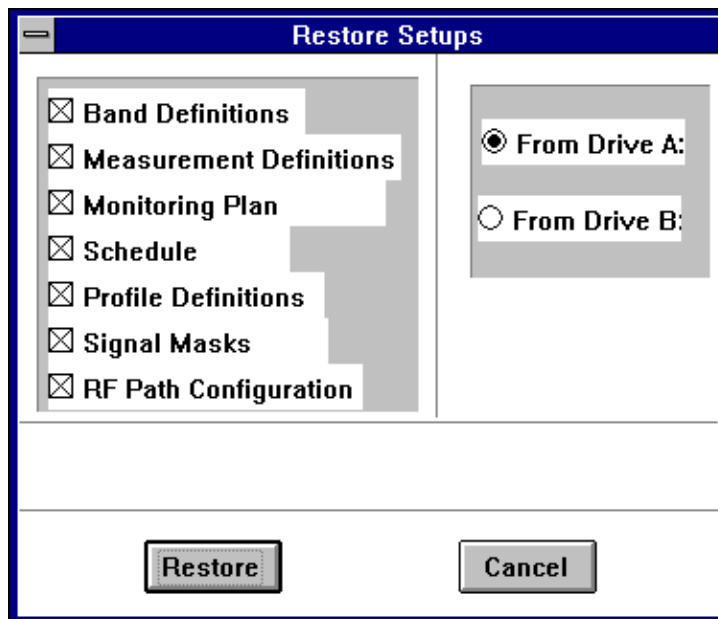 Restore Setups
Band Definitions
Measurement Definitions
Monitoring Plan
Schedule
Profile Definitions
Signal Masks
RF Path Configuration
From Drive A:
From Drive B:
Restore
Cancel